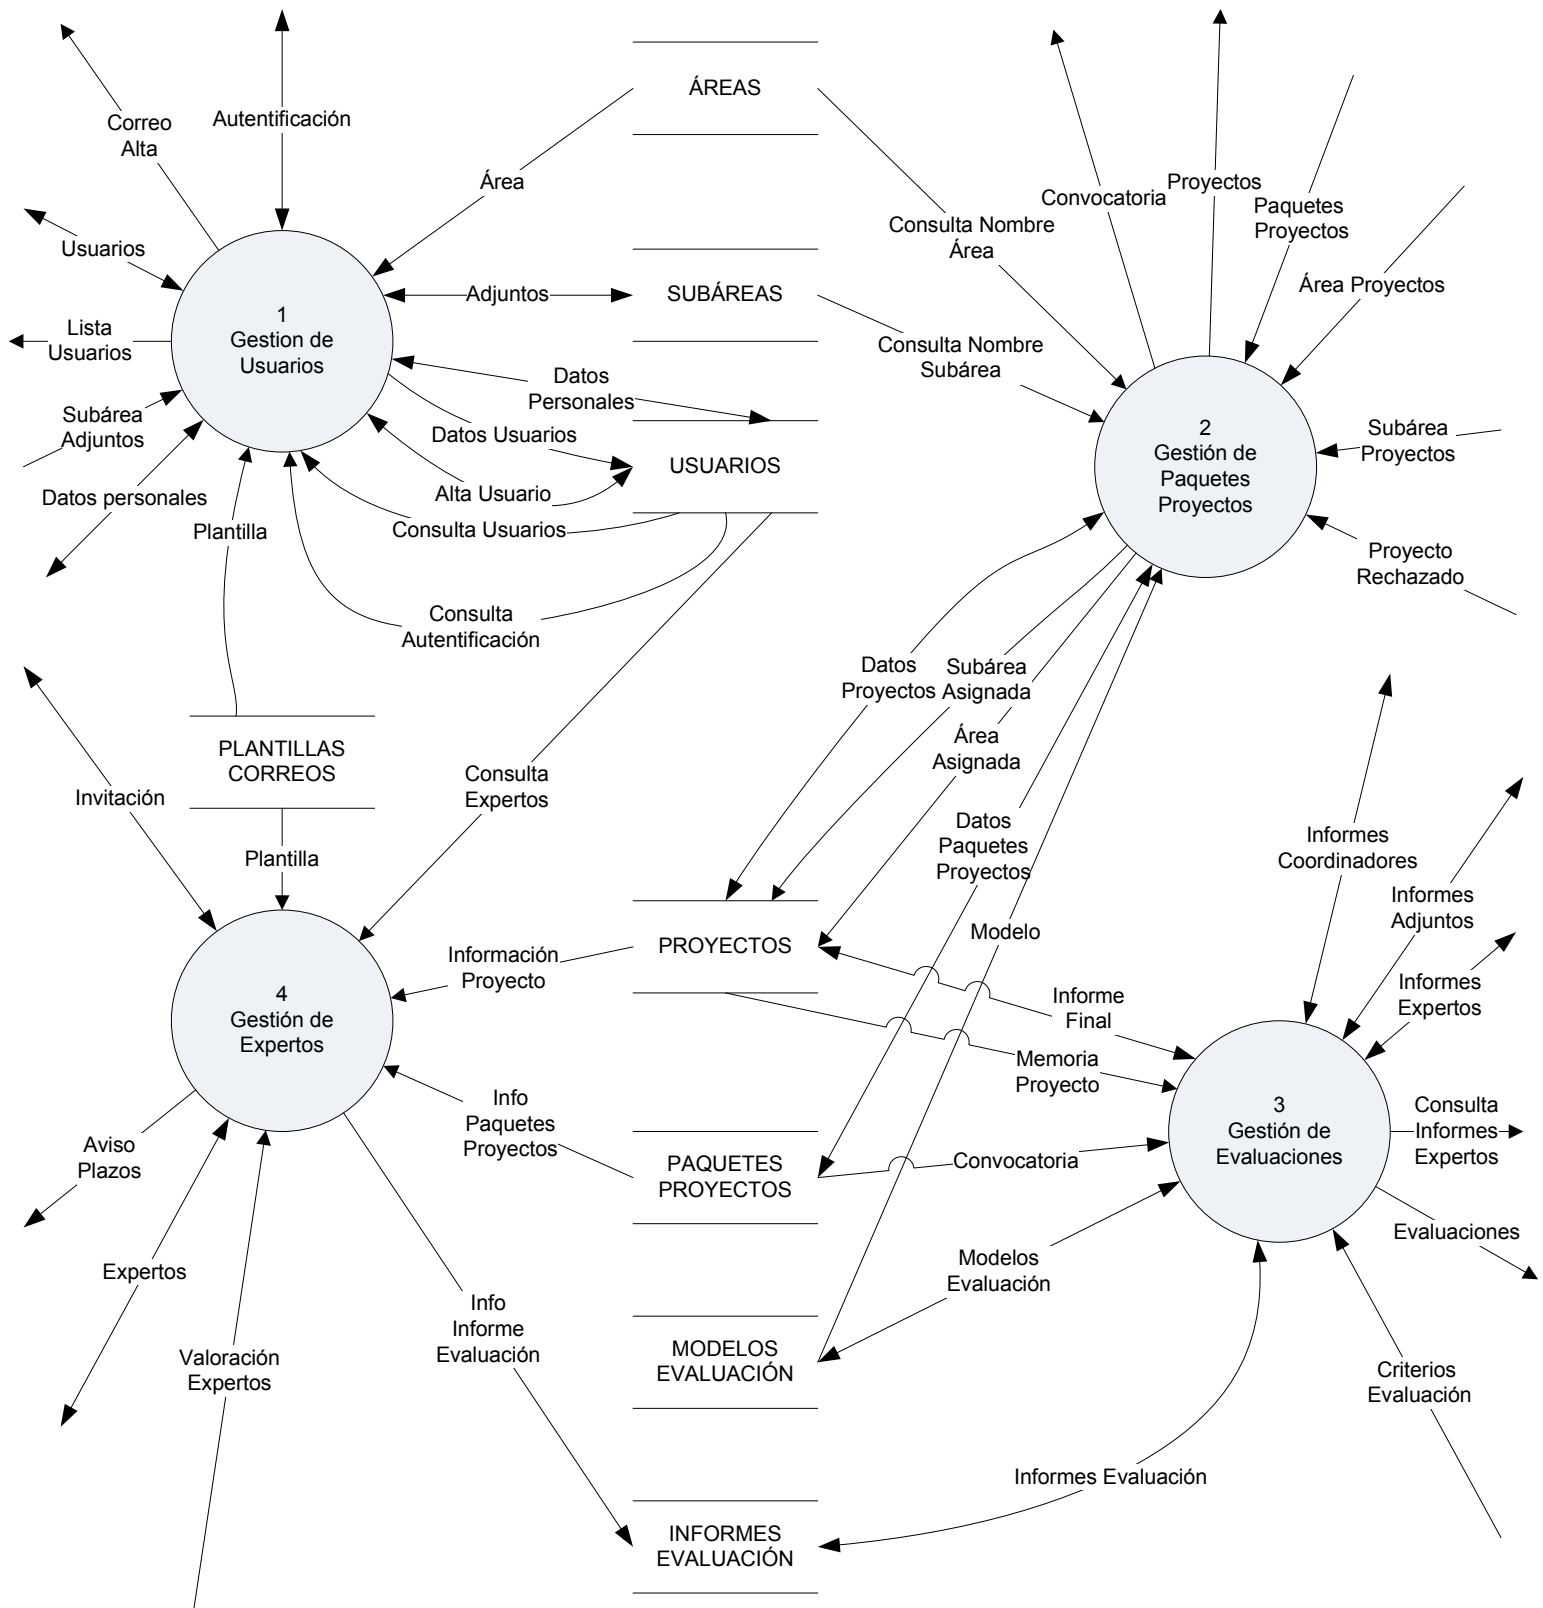 ÁREAS
Correo
Alta
Autentificación
Área
Convocatoria
Proyectos
Paquetes
Proyectos
Consulta Nombre
Área
Usuarios
Área Proyectos
Adjuntos
SUBÁREAS
1
Gestion de
Usuarios
Lista
Usuarios
Consulta Nombre
Subárea
Datos
Personales
Subárea
Adjuntos
Datos Usuarios
2
Gestión de
Paquetes
Proyectos
Subárea
Proyectos
USUARIOS
Datos personales
Alta Usuario
Plantilla
Consulta Usuarios
Proyecto
Rechazado
Consulta
Autentificación
Datos
Proyectos
Subárea
Asignada
PLANTILLAS
CORREOS
Área
Asignada
Invitación
Consulta
Expertos
Plantilla
Datos
Paquetes
Proyectos
Informes
Coordinadores
Informes
Adjuntos
Modelo
PROYECTOS
Información
Proyecto
Informes
Expertos
4
Gestión de
Expertos
Informe
Final
Memoria
Proyecto
Info
Paquetes
Proyectos
3
Gestión de
Evaluaciones
Consulta
Informes
Expertos
Aviso
Plazos
PAQUETES
PROYECTOS
Convocatoria
Evaluaciones
Expertos
Modelos
Evaluación
Info
Informe
Evaluación
MODELOS
EVALUACIÓN
Valoración
Expertos
Criterios
Evaluación
Informes Evaluación
INFORMES
EVALUACIÓN